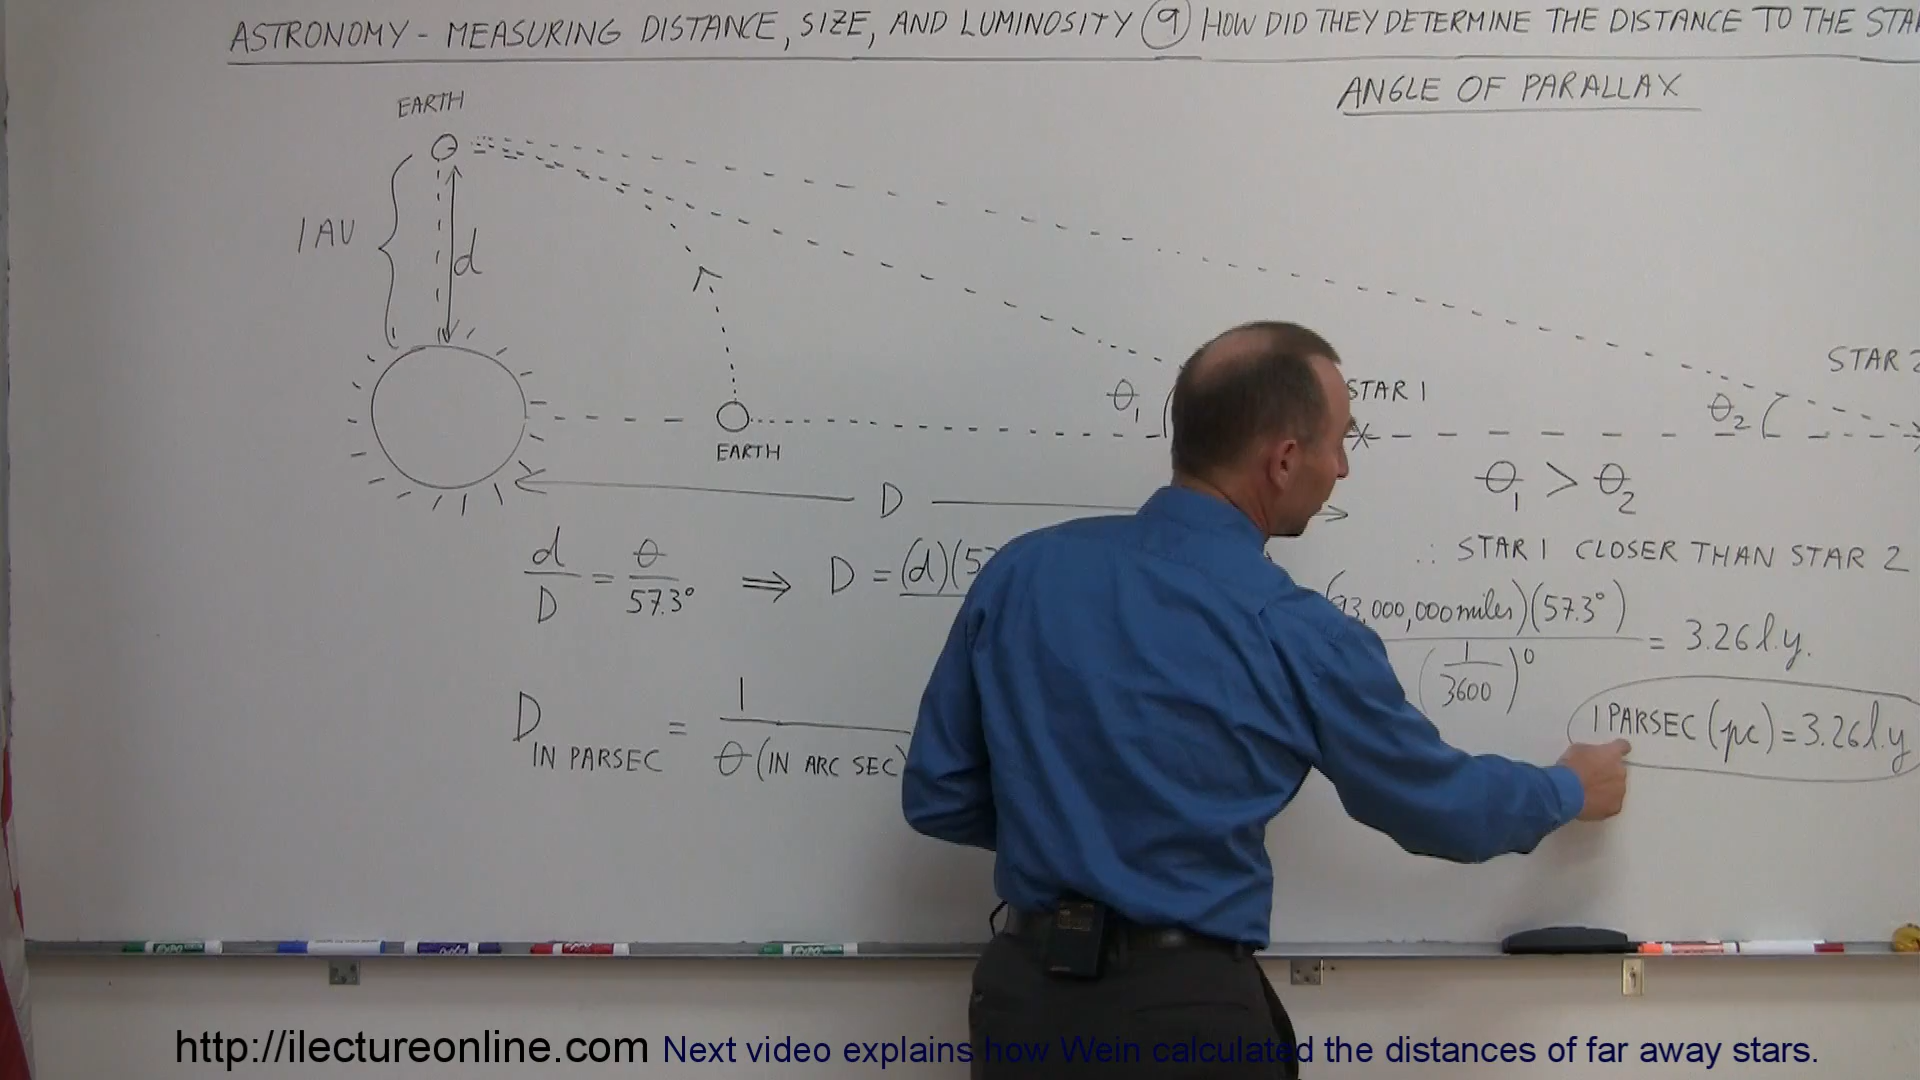 ASTRONOMY - MEASURING DISTANCE, SIZE, AND LUMINOSITY ⑨ HOW DID THEY DETERMINE THE DISTANCE TO THE STA
ANGLE OF PARALLAX
EARTH
1 AU
d
STAR 2
θ₁
STAR 1
θ₂
EARTH
θ₁ > θ₂
D
∴ STAR 1 CLOSER THAN STAR 2
d/D = θ/57.3° ⇒ D = (d)(5
(93,000,000 miles)(57.3°) / (1/3600)° = 3.26 l.y.
D IN PARSEC = 1 / θ (IN ARC SEC)
1 PARSEC (pc) = 3.26 l.y
http://ilectureonline.com Next video explains how Wein calculated the distances of far away stars.